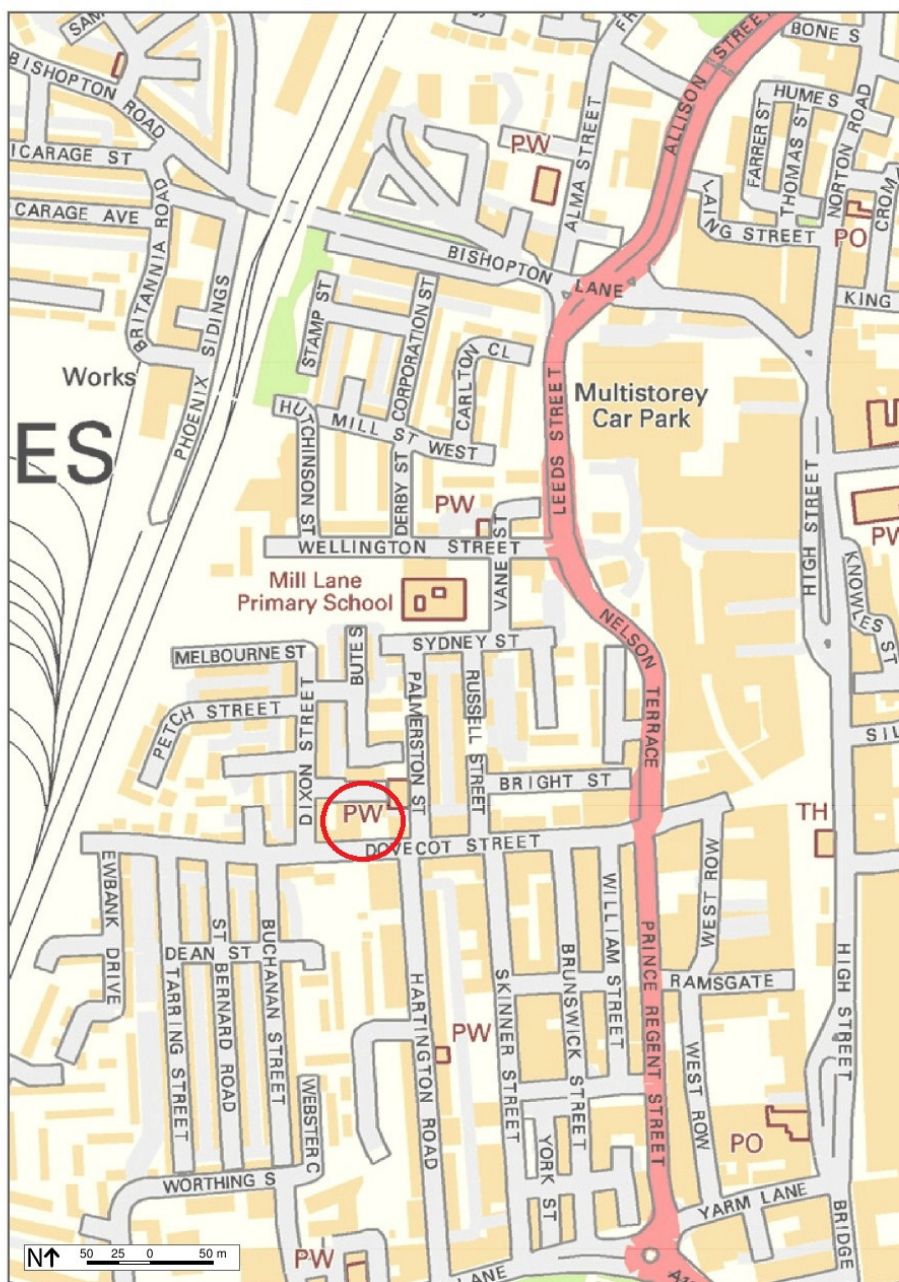 SAM
BISHOPTON ROAD
ICARAGE ST
CARAGE AVE
BRITANNIA ROAD
PHOENIX SIDINGS
Works
ES
FR
PW
ALMA STREET
BISHOPTON LANE
ALLISON STREET
BONE S
HUMES
FARRER ST
THOMAS ST
NORTON ROAD
LAING STREET
PO
CROM
KING
STAMP ST
CORPORATION ST
CARLTON CL
HUTCHINSON ST
MILL ST WEST
DERBY ST
PW
VANE ST
WELLINGTON STREET
LEEDS STREET
Multistorey
Car Park
HIGH STREET
PW
KNOWLES ST
Mill Lane
Primary School
NELSON TERRACE
MELBOURNE ST
BUTE S
SYDNEY ST
PETCH STREET
DIXON STREET
PALMERSTON ST
RUSSELL STREET
BRIGHT ST
SIL
PW
DOVECOT STREET
TH
EWBANK DRIVE
DEAN ST
TARRING STREET
ST BERNARD ROAD
BUCHANAN STREET
HARTINGTON ROAD
PW
SKINNER STREET
BRUNSWICK STREET
WILLIAM STREET
PRINCE REGENT STREET
WEST ROW
RAMSGATE
WEST ROW
HIGH STREET
WEBSTER C
WORTHING S
YORK ST
PO
YARM LANE
BRIDGE
PW
LANE
N 50 25 0 50 m